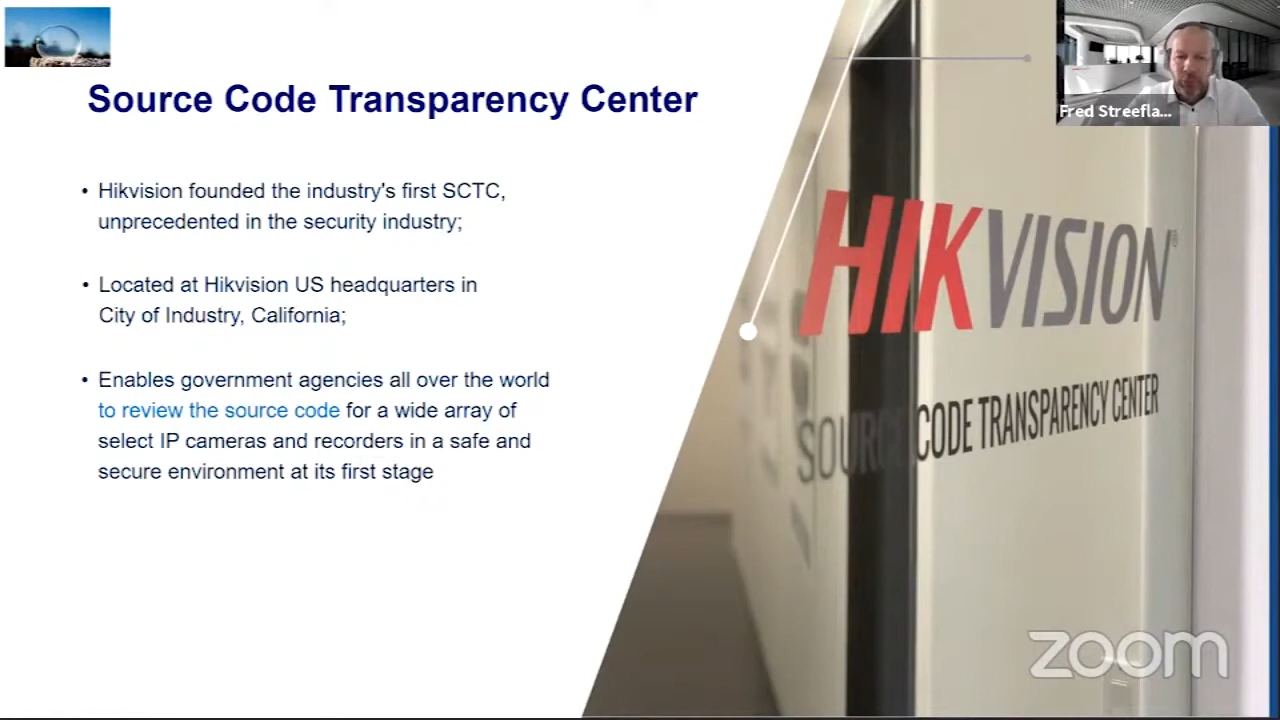 Source Code Transparency Center
• Hikvision founded the industry's first SCTC,
unprecedented in the security industry;
• Located at Hikvision US headquarters in
City of Industry, California;
• Enables government agencies all over the world
to review the source code for a wide array of
select IP cameras and recorders in a safe and
secure environment at its first stage
Fred Streefla...
HIKVISION®
SOURCE CODE TRANSPARENCY CENTER
zoom